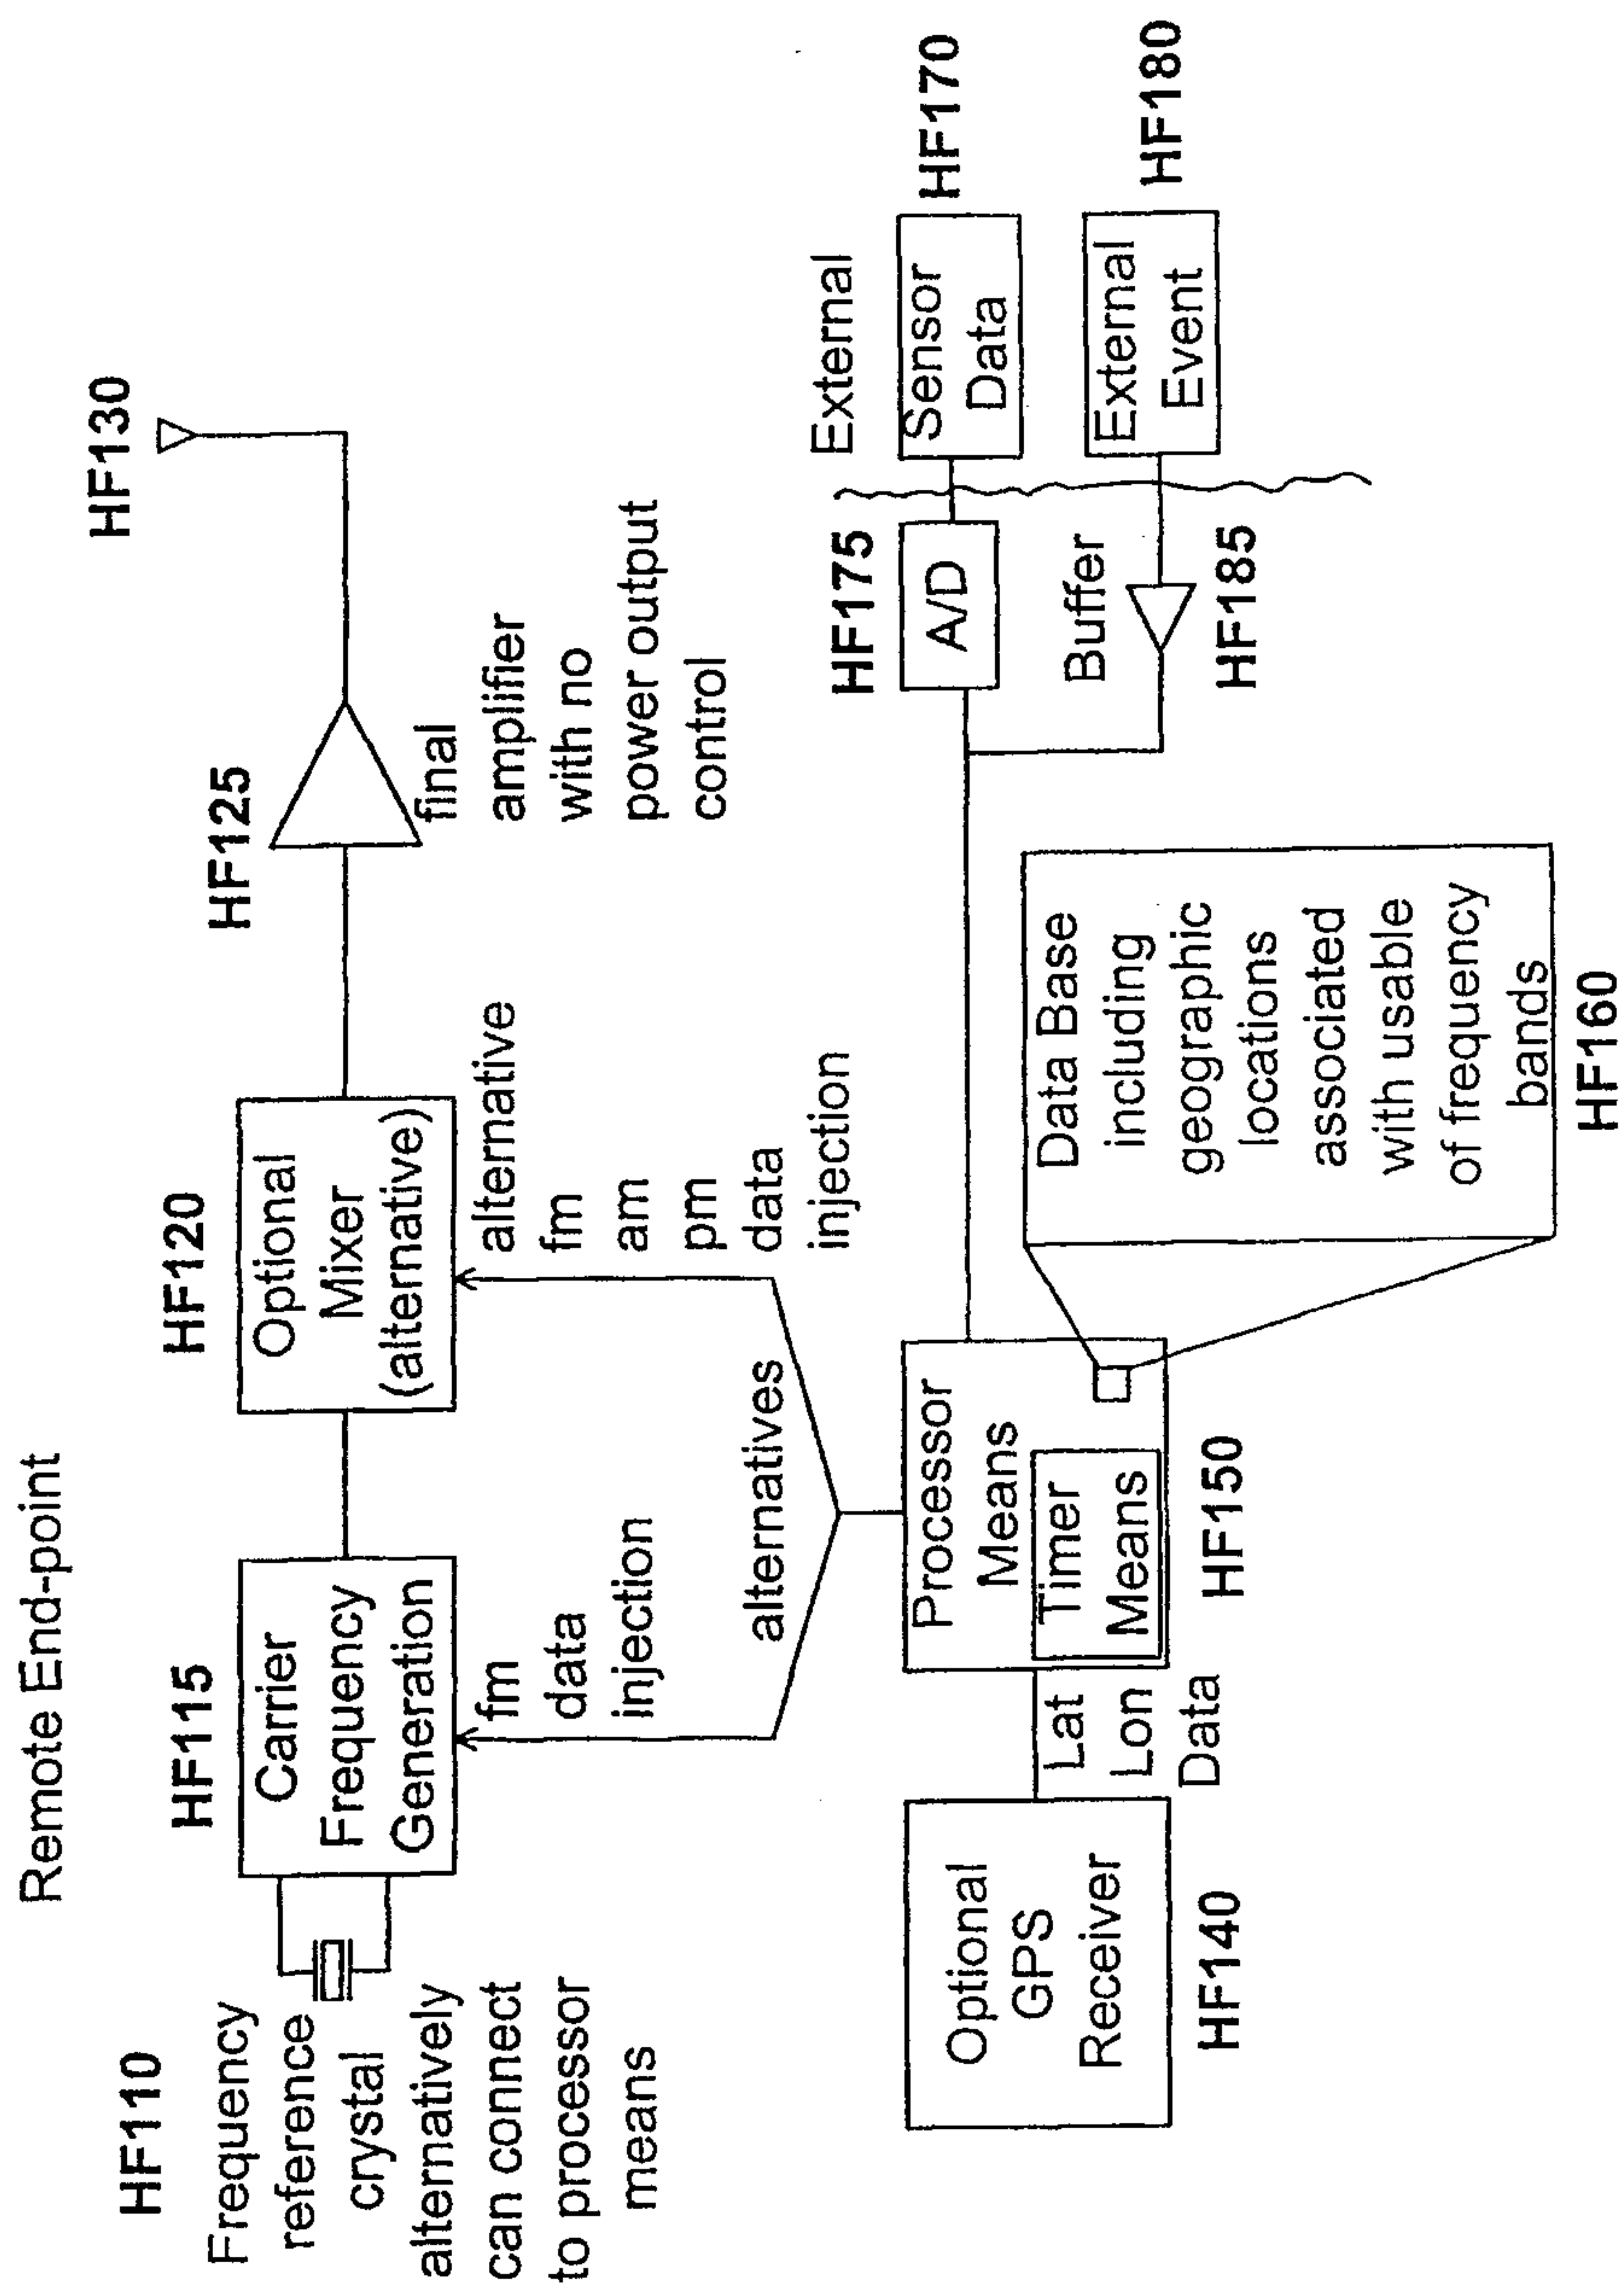 Remote End-point
HF110
Frequency
reference
crystal
alternatively
can connect
to processor
means
HF115
Carrier
Frequency
Generation
fm
data
injection
HF120
Optional
Mixer
(alternative)
alternative
fm
am
pm
data
injection
alternatives
HF125
final
amplifier
with no
power output
control
HF130
Optional
GPS
Receiver
HF140
Lat
Lon
Data
Processor
Means
Timer
Means
HF150
Data Base
including
geographic
locations
associated
with usable
of frequency
bands
HF160
HF175
A/D
Buffer
HF185
External
Sensor
Data
HF170
External
Event
HF180